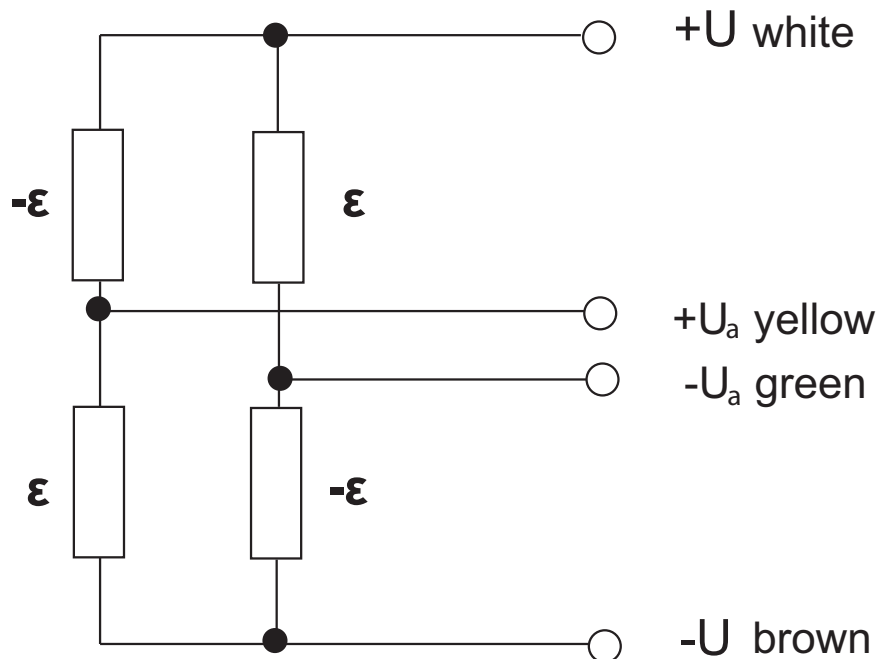 +U white
-ε ε
+Uₐ yellow
-Uₐ green
ε -ε
-U brown